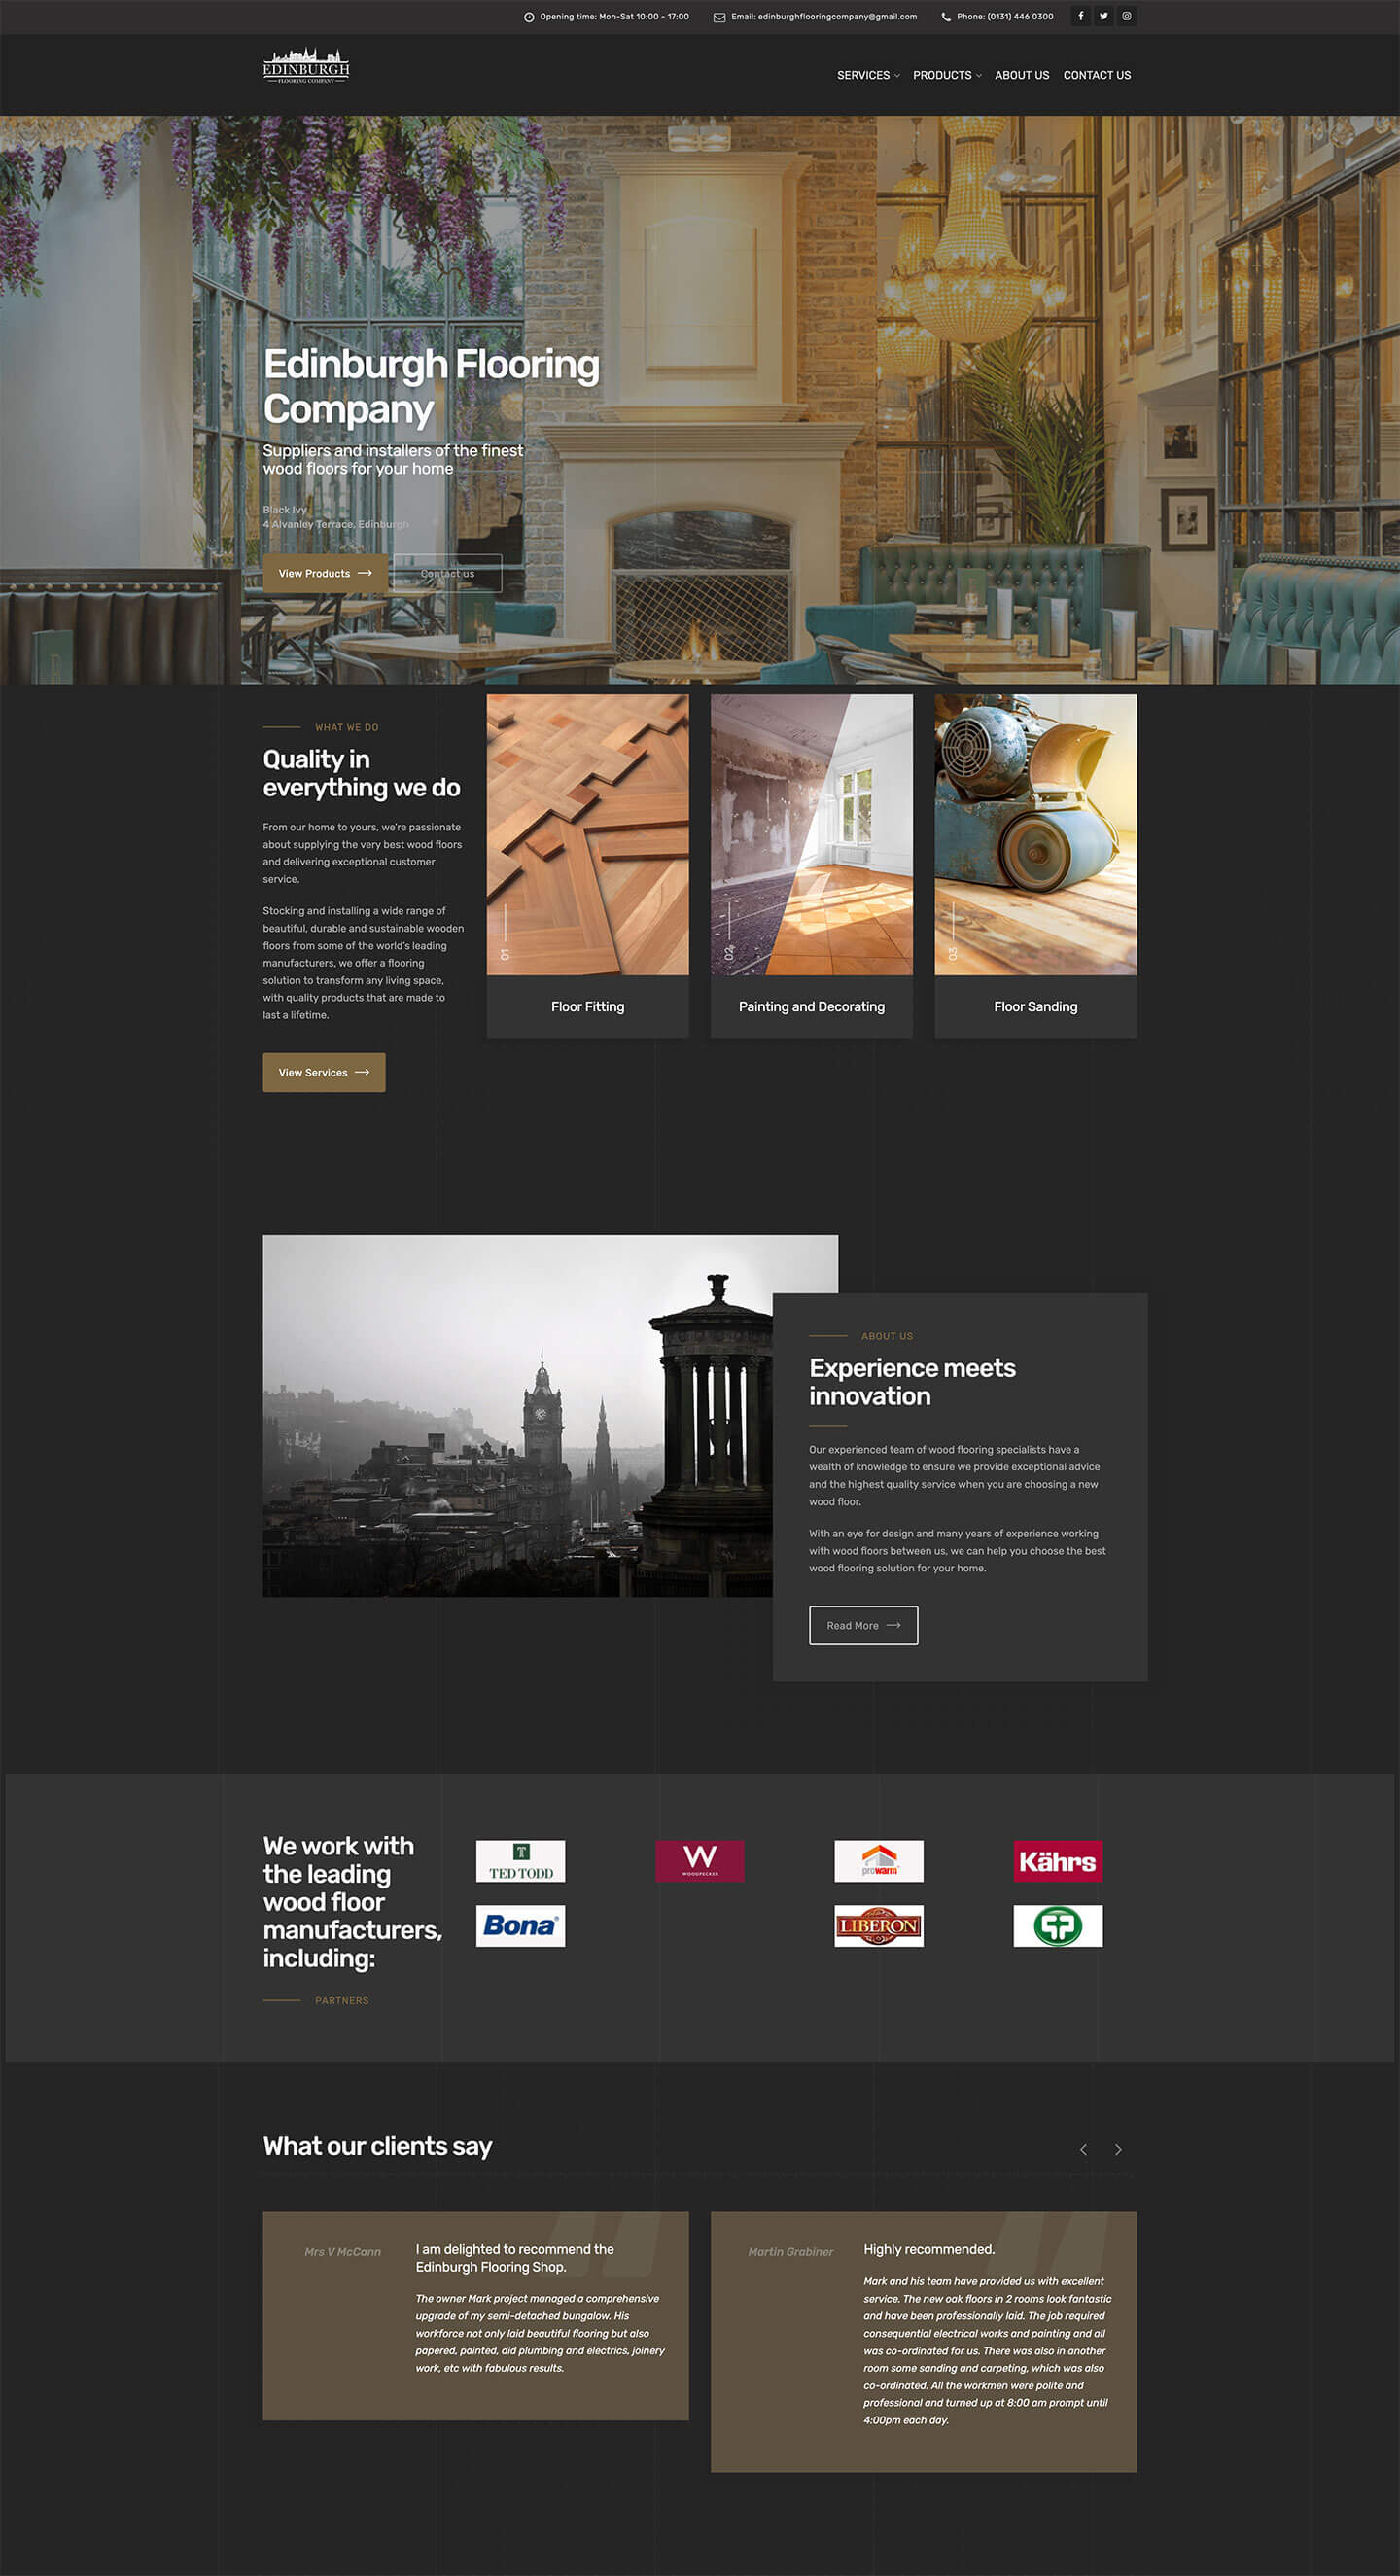 Opening time: Mon-Sat 10:00 - 17:00
Email: edinburghflooringcompany@gmail.com
Phone: (0131) 446 0300
EDINBURGH
FLOORING COMPANY
SERVICES
PRODUCTS
ABOUT US
CONTACT US
Edinburgh Flooring
Company
Suppliers and installers of the finest
wood floors for your home
Black Ivy
4 Alvanley Terrace, Edinburgh
View Products
Contact us
WHAT WE DO
Quality in
everything we do
From our home to yours, we're passionate
about supplying the very best wood floors
and delivering exceptional customer
service.
Stocking and installing a wide range of
beautiful, durable and sustainable wooden
floors from some of the world's leading
manufacturers, we offer a flooring
solution to transform any living space,
with quality products that are made to
last a lifetime.
View Services
01
Floor Fitting
02
Painting and Decorating
03
Floor Sanding
ABOUT US
Experience meets
innovation
Our experienced team of wood flooring specialists have a
wealth of knowledge to ensure we provide exceptional advice
and the highest quality service when you are choosing a new
wood floor.
With an eye for design and many years of experience working
with wood floors between us, we can help you choose the best
wood flooring solution for your home.
Read More
We work with
the leading
wood floor
manufacturers,
including:
PARTNERS
T
TED TODD
W
WOODPECKER
prowarm
Kährs
Bona®
LIBERON
What our clients say
Mrs V McCann
I am delighted to recommend the
Edinburgh Flooring Shop.
The owner Mark project managed a comprehensive
upgrade of my semi-detached bungalow. His
workforce not only laid beautiful flooring but also
papered, painted, did plumbing and electrics, joinery
work, etc with fabulous results.
Martin Grabiner
Highly recommended.
Mark and his team have provided us with excellent
service. The new oak floors in 2 rooms look fantastic
and have been professionally laid. The job required
consequential electrical works and painting and all
was co-ordinated for us. There was also in another
room some sanding and carpeting, which was also
co-ordinated. All the workmen were polite and
professional and turned up at 8:00 am prompt until
4:00pm each day.